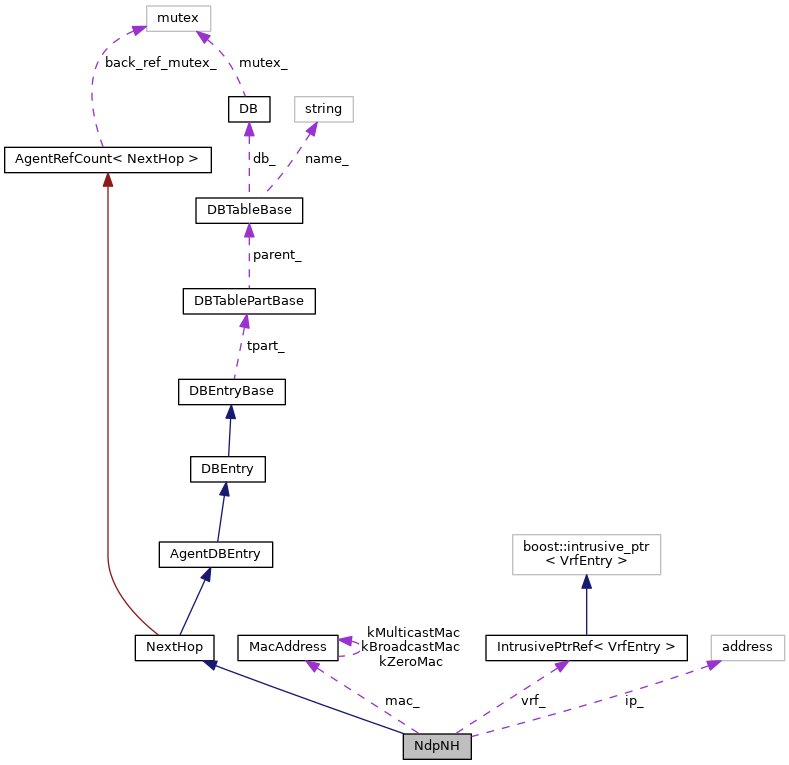 mutex
back_ref_mutex_
mutex_
DB
string
AgentRefCount< NextHop >
db_
name_
DBTableBase
parent_
DBTablePartBase
tpart_
DBEntryBase
DBEntry
AgentDBEntry
boost::intrusive_ptr
< VrfEntry >
NextHop
MacAddress
kMulticastMac
kBroadcastMac
kZeroMac
IntrusivePtrRef< VrfEntry >
address
mac_
vrf_
ip_
NdpNH